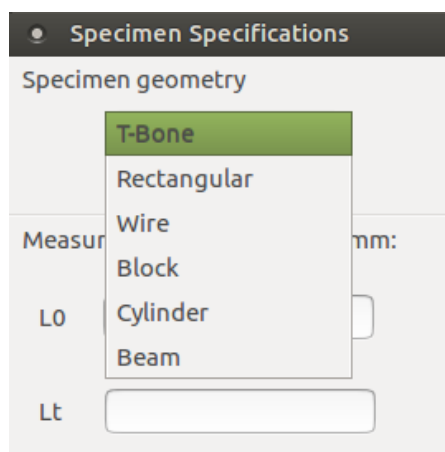 Specimen Specifications
Specimen geometry
T-Bone
Rectangular
Wire
Measur mm:
Block
L0 Cylinder
Beam
Lt